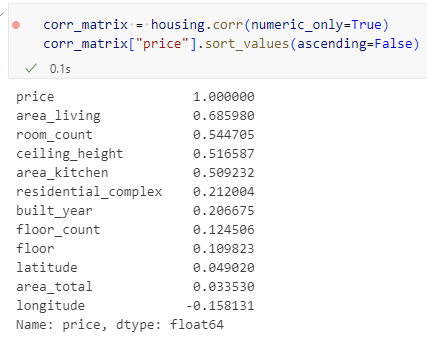 corr_matrix = housing.corr(numeric_only=True)
corr_matrix["price"].sort_values(ascending=False)
✓ 0.1s
price 1.000000
area_living 0.685980
room_count 0.544705
ceiling_height 0.516587
area_kitchen 0.509232
residential_complex 0.212004
built_year 0.206675
floor_count 0.124506
floor 0.109823
latitude 0.049020
area_total 0.033530
longitude -0.158131
Name: price, dtype: float64